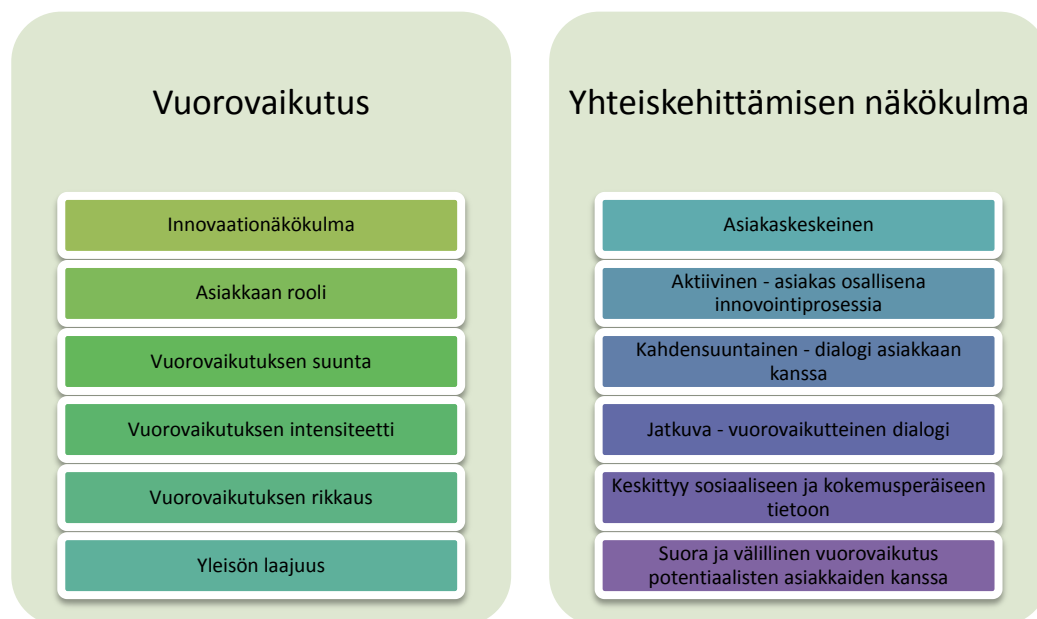 Vuorovaikutus
Innovaationäkökulma
Asiakkaan rooli
Vuorovaikutuksen suunta
Vuorovaikutuksen intensiteetti
Vuorovaikutuksen rikkaus
Yleisön laajuus
Yhteiskehittämisen näkökulma
Asiakaskeskeinen
Aktiivinen - asiakas osallisena
innovointiprosessia
Kahdensuuntainen - dialogi asiakkaan
kanssa
Jatkuva - vuorovaikutteinen dialogi
Keskittyy sosiaaliseen ja kokemusperäiseen
tietoon
Suora ja välillinen vuorovaikutus
potentiaalisten asiakkaiden kanssa